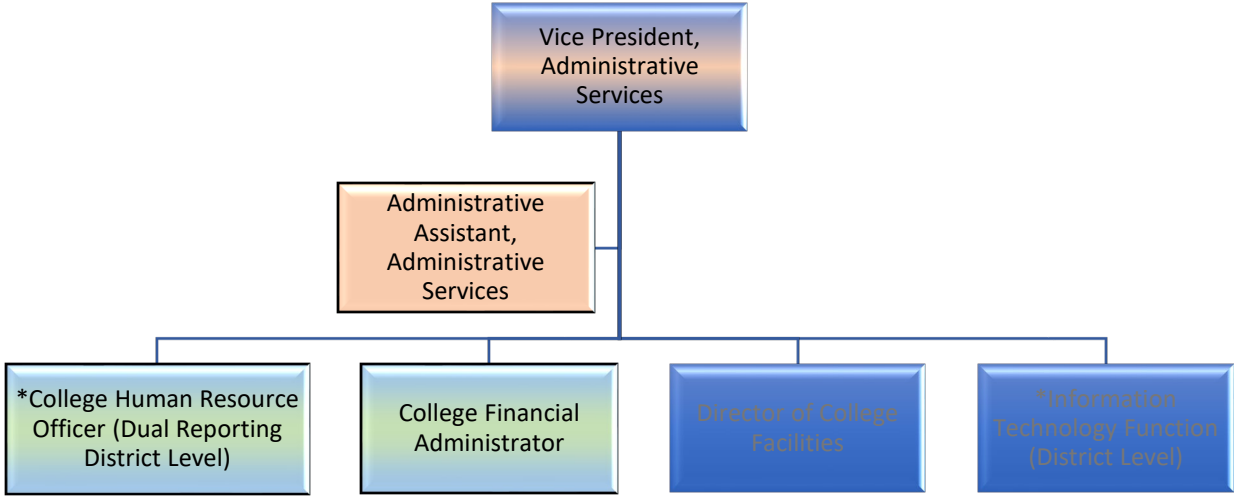 Vice President,
Administrative
Services
Administrative
Assistant,
Administrative
Services
*College Human Resource
Officer (Dual Reporting
District Level)
College Financial
Administrator
Director of College
Facilities
*Information
Technology Function
(District Level)